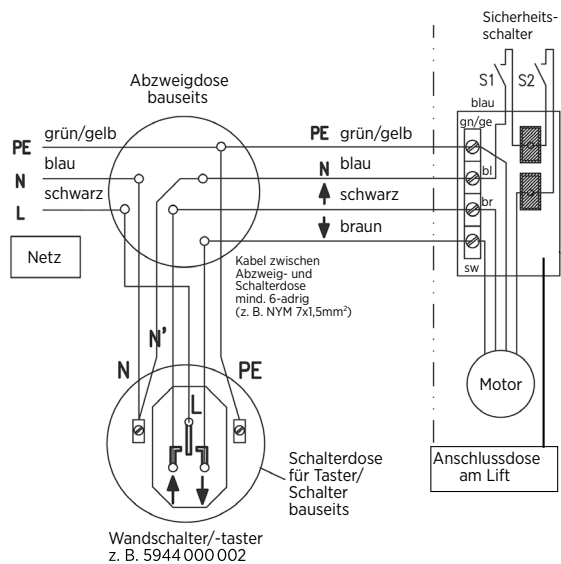 Sicherheits-
schalter
S1 S2
Abzweigdose
bauseits
blau
gn/ge
PE grün/gelb PE grün/gelb
N blau N blau bl
L schwarz schwarz br
braun
Netz
sw
Kabel zwischen
Abzweig- und
Schalterdose
mind. 6-adrig
(z. B. NYM 7x1,5mm²)
N'
N PE
Motor
L
Anschlussdose
am Lift
Schalterdose
für Taster/
Schalter
bauseits
Wandschalter/-taster
z. B. 5944 000 002